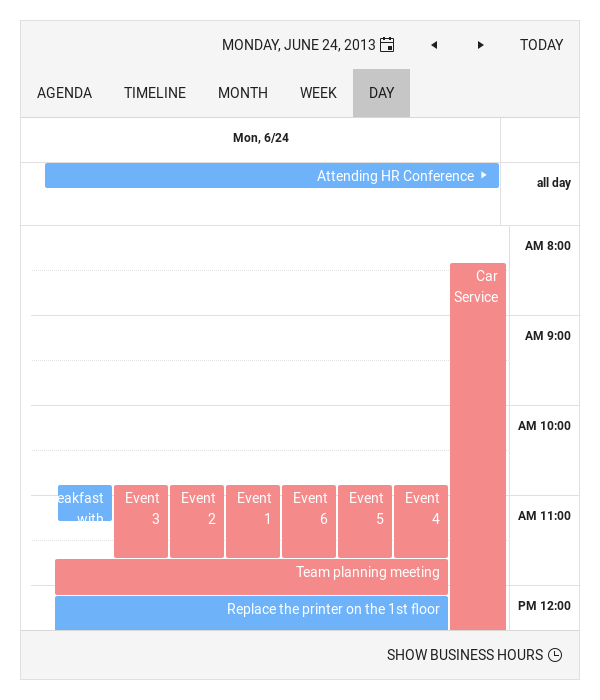 MONDAY, JUNE 24, 2013
TODAY
AGENDA
TIMELINE
MONTH
WEEK
DAY
Mon, 6/24
all day
Attending HR Conference
AM 8:00
Car
Service
AM 9:00
AM 10:00
with
Event
3
Event
2
Event
1
Event
6
Event
5
Event
4
AM 11:00
Team planning meeting
Replace the printer on the 1st floor
PM 12:00
SHOW BUSINESS HOURS